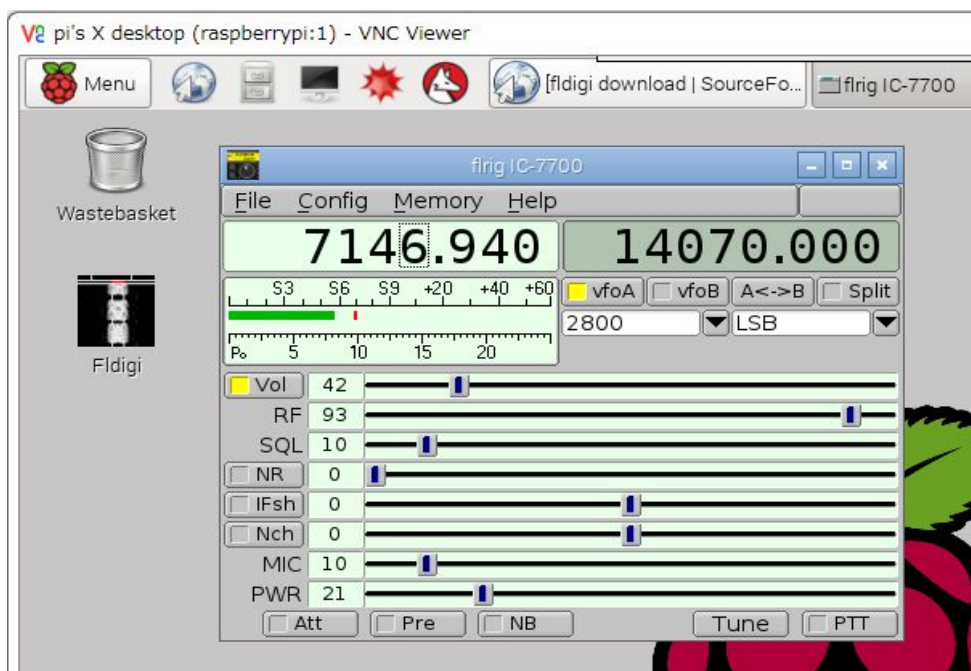 pi's X desktop (raspberrypi:1) - VNC Viewer
Menu [fldigi download | SourceFo... flrig IC-7700
Wastebasket
Fldigi
flrig IC-7700
File Config Memory Help
7146.940 14070.000
S3 S6 S9 +20 +40 +60
vfoA vfoB A<->B Split
2800 LSB
Po 5 10 15 20
Vol 42
RF 93
SQL 10
NR 0
IFsh 0
Nch 0
MIC 10
PWR 21
Att Pre NB Tune PTT